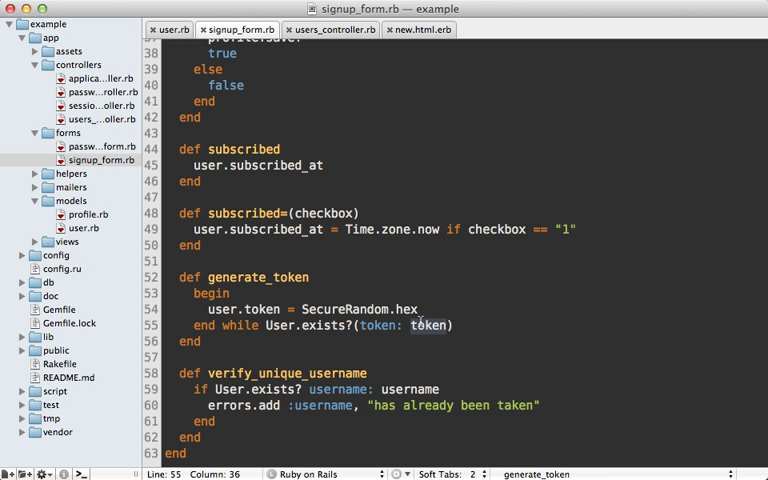 signup_form.rb — example
example
app
assets
controllers
applica...ller.rb
passw...roller.rb
sessio...oller.rb
users_...oller.rb
forms
passw...form.rb
signup_form.rb
helpers
mailers
models
profile.rb
user.rb
views
config
config.ru
db
doc
Gemfile
Gemfile.lock
lib
public
Rakefile
README.md
script
test
tmp
vendor
user.rb
signup_form.rb
users_controller.rb
new.html.erb
37 profile.save!
38 true
39 else
40 false
41 end
42 end
43
44 def subscribed
45 user.subscribed_at
46 end
47
48 def subscribed=(checkbox)
49 user.subscribed_at = Time.zone.now if checkbox == "1"
50 end
51
52 def generate_token
53 begin
54 user.token = SecureRandom.hex
55 end while User.exists?(token: token)
56 end
57
58 def verify_unique_username
59 if User.exists? username: username
60 errors.add :username, "has already been taken"
61 end
62 end
63 end
Line: 55 Column: 36 Ruby on Rails Soft Tabs: 2 generate_token